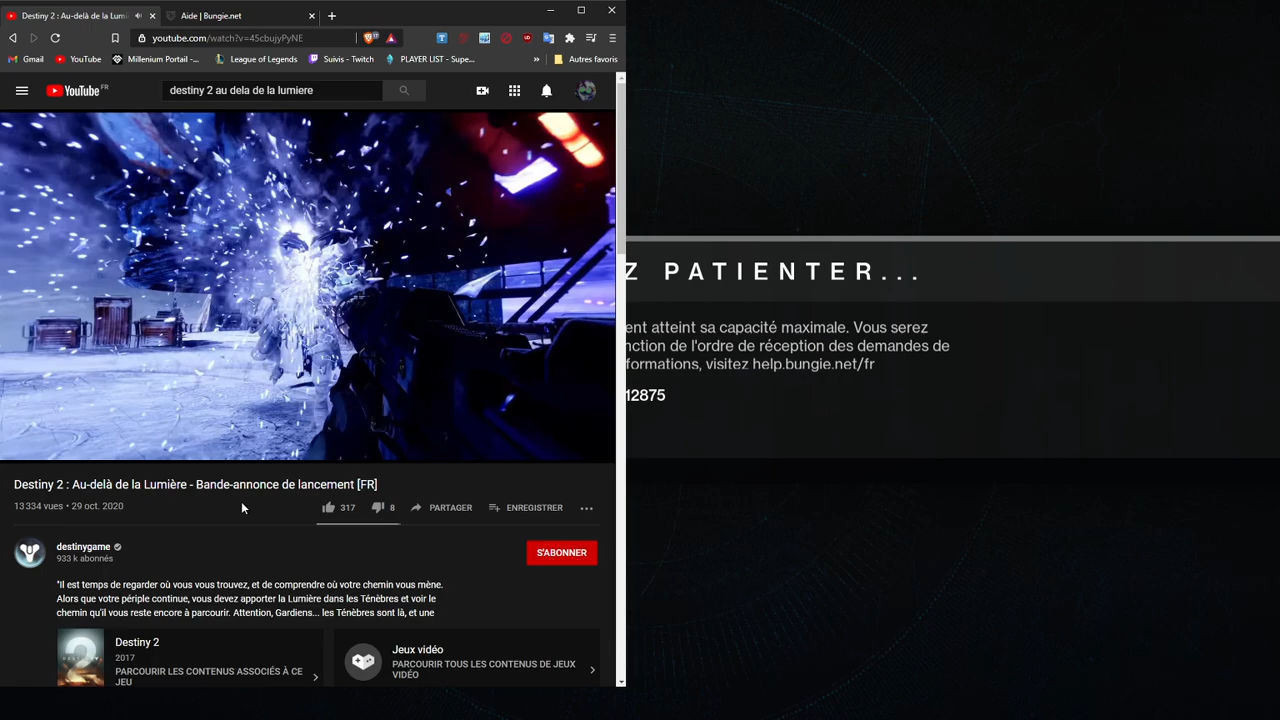 Destiny 2 : Au-delà de la Lumi
Aide | Bungie.net
youtube.com/watch?v=45cbujyPyNE
Gmail
YouTube
Millenium Portail -...
League of Legends
Suivis - Twitch
PLAYER LIST - Supe...
»
Autres favoris
YouTube FR
destiny 2 au dela de la lumiere
Z PATIENTER...
ent atteint sa capacité maximale. Vous serez
nction de l'ordre de réception des demandes de
formations, visitez help.bungie.net/fr
12875
Destiny 2 : Au-delà de la Lumière - Bande-annonce de lancement [FR]
13 334 vues • 29 oct. 2020
317
8
PARTAGER
ENREGISTRER
destinygame
933 k abonnés
S'ABONNER
"Il est temps de regarder où vous vous trouvez, et de comprendre où votre chemin vous mène.
Alors que votre périple continue, vous devez apporter la Lumière dans les Ténèbres et voir le
chemin qu'il vous reste encore à parcourir. Attention, Gardiens... les Ténèbres sont là, et une
Destiny 2
2017
PARCOURIR LES CONTENUS ASSOCIÉS À CE
JEU
Jeux vidéo
PARCOURIR TOUS LES CONTENUS DE JEUX
VIDÉO